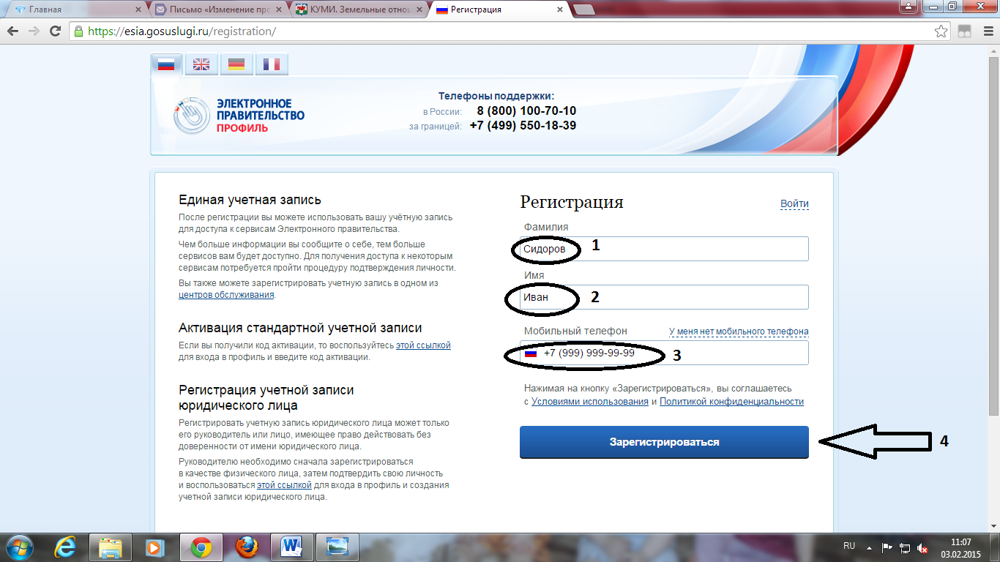 Главная
Письмо «Изменение про
КУМИ. Земельные отнош
Регистрация
https://esia.gosuslugi.ru/registration/
ЭЛЕКТРОННОЕ
ПРАВИТЕЛЬСТВО
ПРОФИЛЬ
Телефоны поддержки:
в России: 8 (800) 100-70-10
за границей: +7 (499) 550-18-39
Единая учетная запись
После регистрации вы можете использовать вашу учётную запись
для доступа к сервисам Электронного правительства.
Чем больше информации вы сообщите о себе, тем больше
сервисов вам будет доступно. Для получения доступа к некоторым
сервисам потребуется пройти процедуру подтверждения личности.
Вы также можете зарегистрировать учетную запись в одном из
центров обслуживания.
Активация стандартной учетной записи
Если вы получили код активации, то воспользуйтесь этой ссылкой
для входа в профиль и введите код активации.
Регистрация учетной записи
юридического лица
Регистрировать учетную запись юридического лица может только
его руководитель или лицо, имеющее право действовать без
доверенности от имени юридического лица.
Руководителю необходимо сначала зарегистрироваться
в качестве физического лица, затем подтвердить свою личность
и воспользоваться этой ссылкой для входа в профиль и создания
учетной записи юридического лица.
Регистрация Войти
Фамилия
Сидоров 1
Имя
Иван 2
Мобильный телефон У меня нет мобильного телефона
+7 (999) 999-99-99 3
Нажимая на кнопку «Зарегистрироваться», вы соглашаетесь
с Условиями использования и Политикой конфиденциальности
Зарегистрироваться 4
RU
11:07
03.02.2015